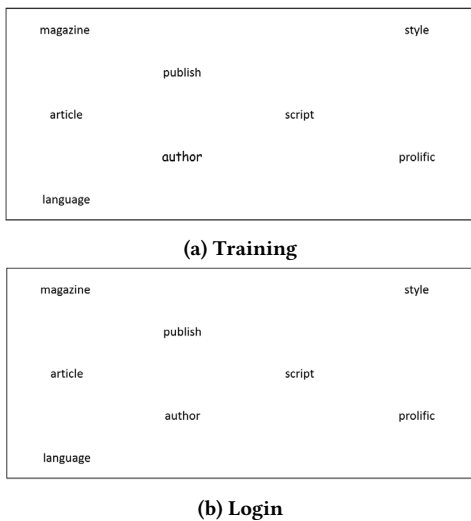 magazine style
publish
article script
author prolific
language
(a) Training
magazine style
publish
article script
author prolific
language
(b) Login